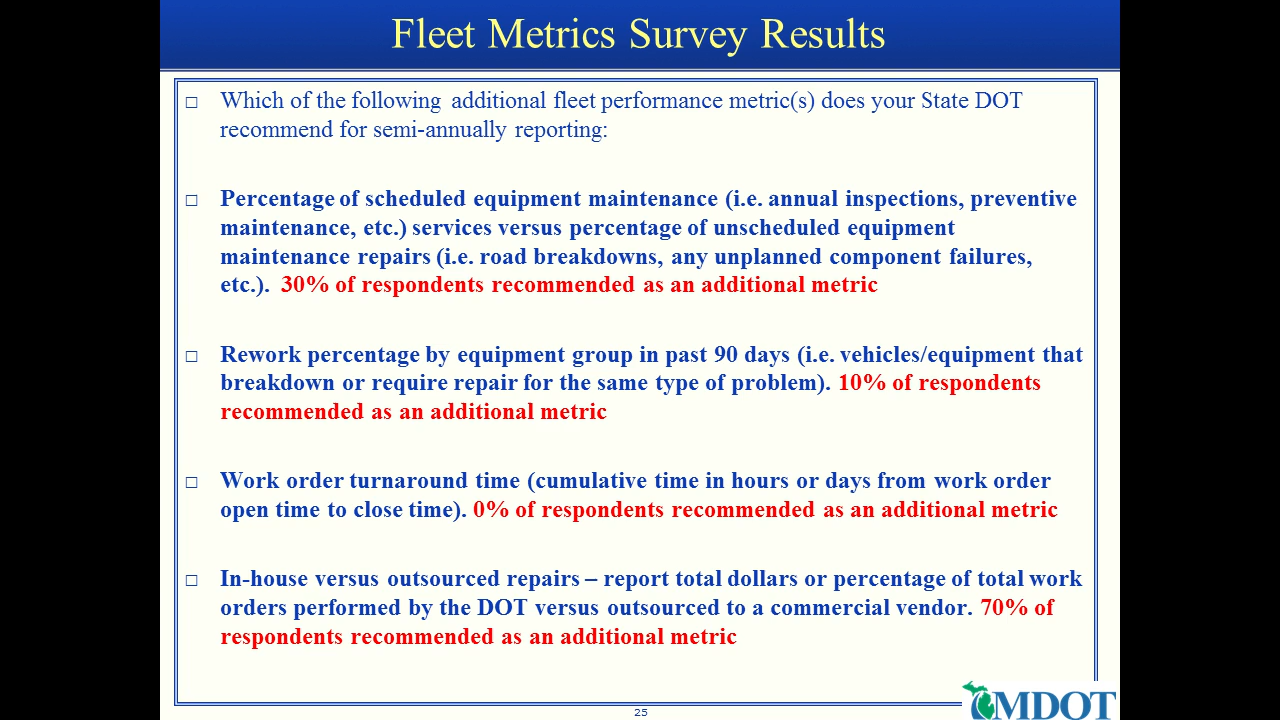 Fleet Metrics Survey Results
□ Which of the following additional fleet performance metric(s) does your State DOT
recommend for semi-annually reporting:
□ Percentage of scheduled equipment maintenance (i.e. annual inspections, preventive
maintenance, etc.) services versus percentage of unscheduled equipment
maintenance repairs (i.e. road breakdowns, any unplanned component failures,
etc.). 30% of respondents recommended as an additional metric
□ Rework percentage by equipment group in past 90 days (i.e. vehicles/equipment that
breakdown or require repair for the same type of problem). 10% of respondents
recommended as an additional metric
□ Work order turnaround time (cumulative time in hours or days from work order
open time to close time). 0% of respondents recommended as an additional metric
□ In-house versus outsourced repairs – report total dollars or percentage of total work
orders performed by the DOT versus outsourced to a commercial vendor. 70% of
respondents recommended as an additional metric
25
MDOT